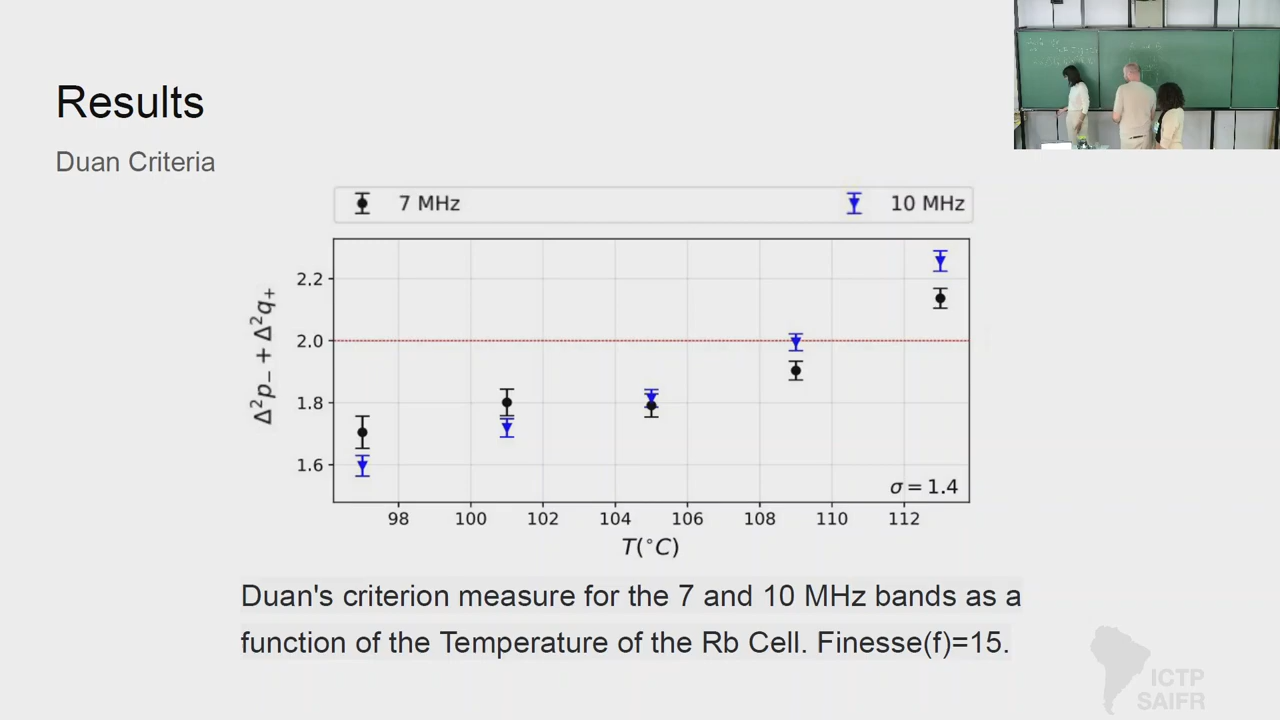 Results
Duan Criteria
7 MHz
10 MHz
Δ²p₋ + Δ²q₊
2.2
2.0
1.8
1.6
σ = 1.4
98 100 102 104 106 108 110 112
T(°C)
Duan's criterion measure for the 7 and 10 MHz bands as a
function of the Temperature of the Rb Cell. Finesse(f)=15.
ICTP
SAIFR